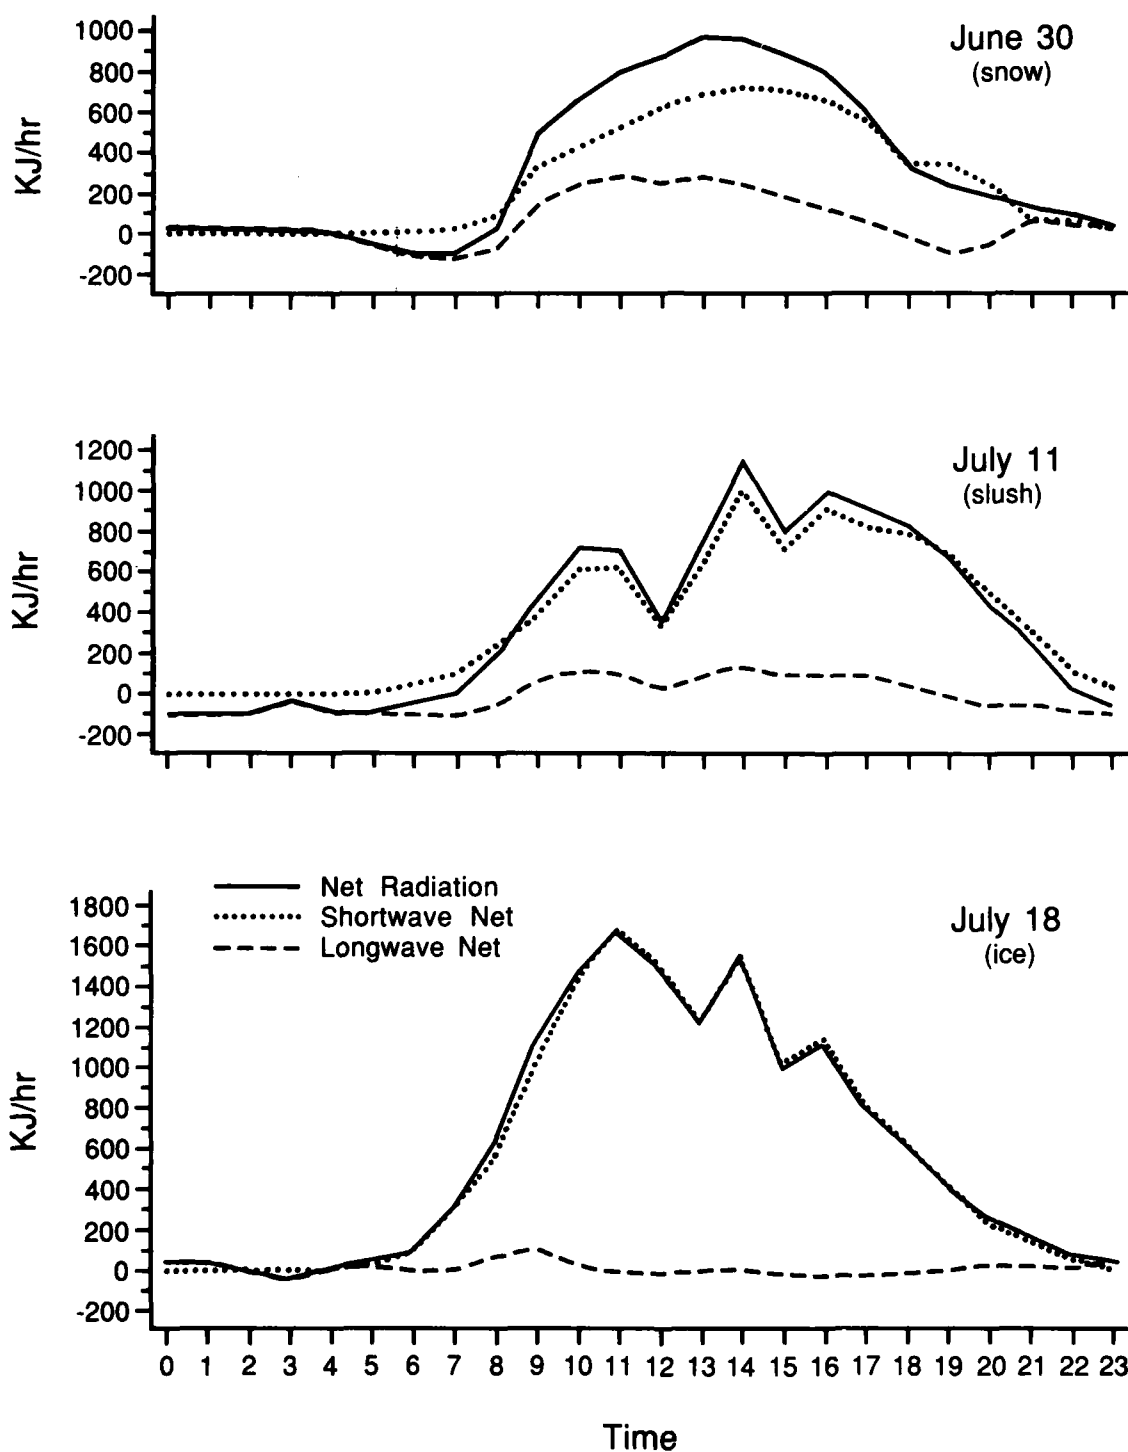 June 30
(snow)
1000
800
600
400
200
0
-200
KJ/hr
July 11
(slush)
1200
1000
800
600
400
200
0
-200
KJ/hr
Net Radiation
Shortwave Net
Longwave Net
July 18
(ice)
1800
1600
1400
1200
1000
800
600
400
200
0
-200
KJ/hr
0 1 2 3 4 5 6 7 8 9 10 11 12 13 14 15 16 17 18 19 20 21 22 23
Time